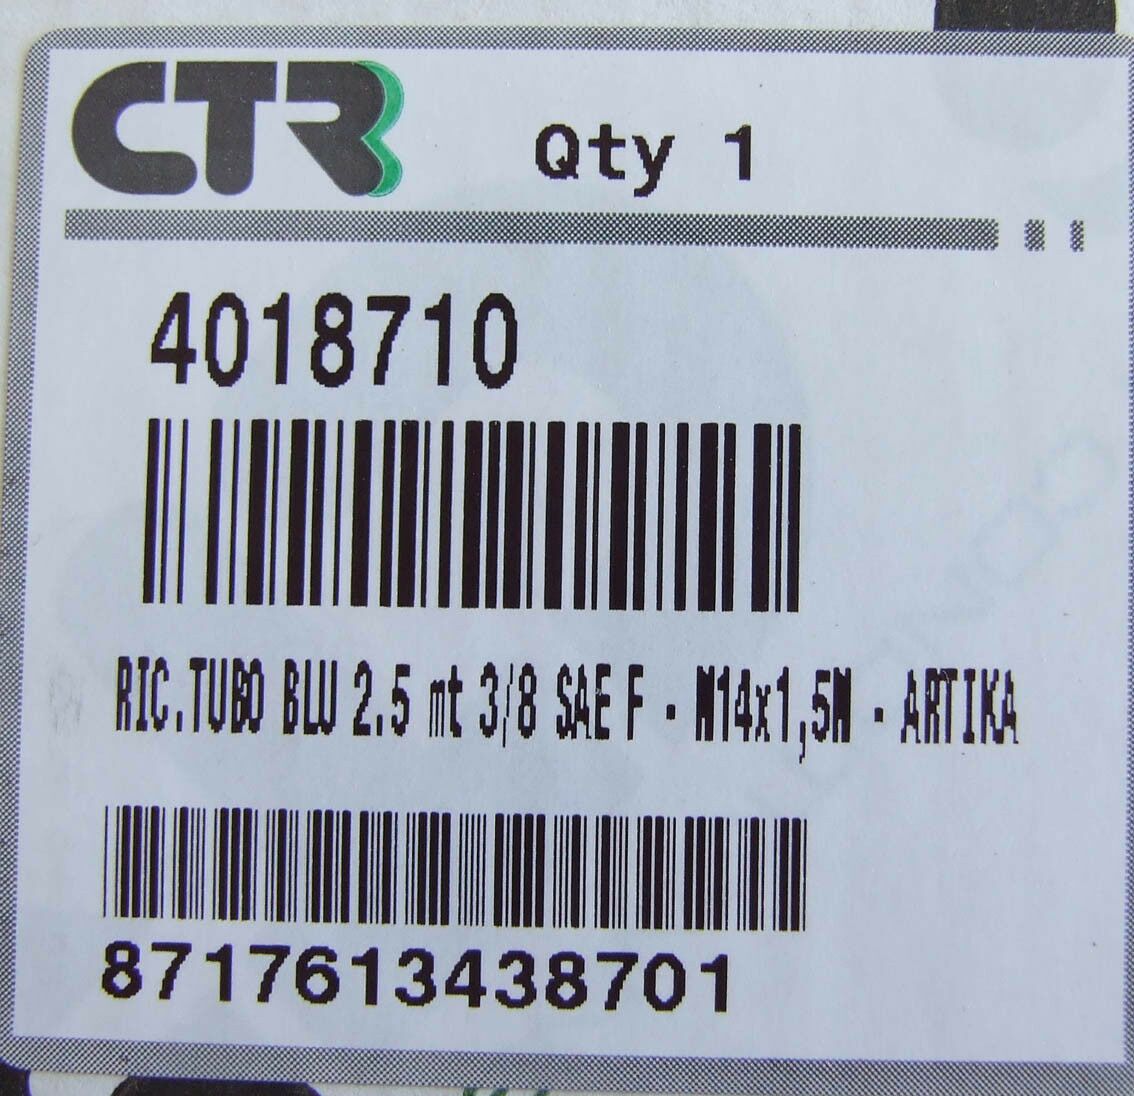 CTR
Qty 1
4018710
RIC.TUBO BLU 2.5 mt 3/8 SAE F - M14x1,5M - ARTIKA
8717613438701